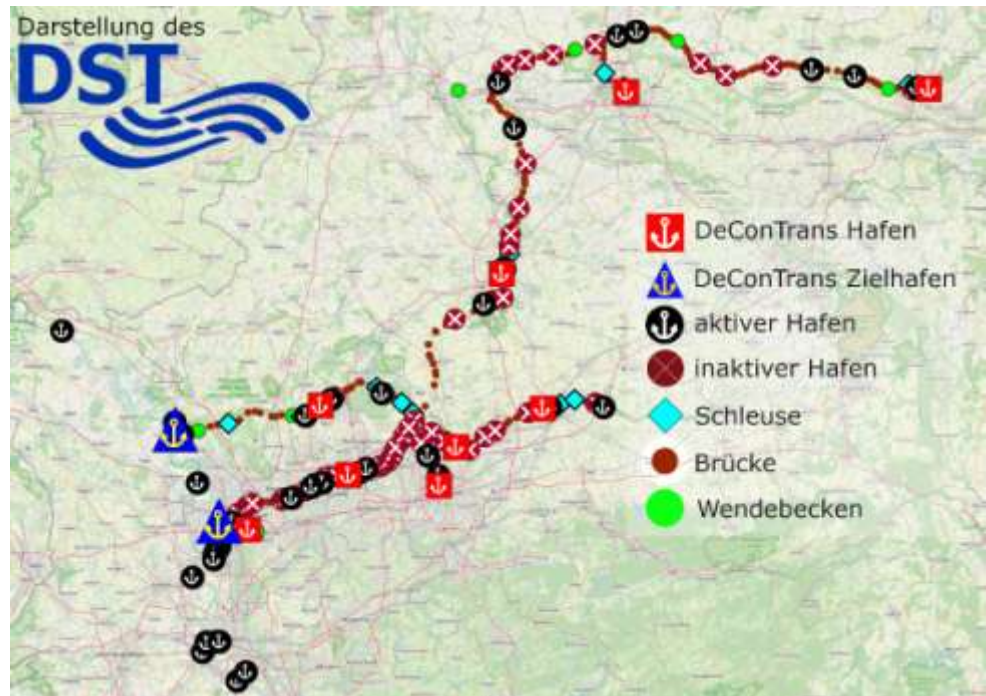 Darstellung des
DST
DeConTrans Hafen
DeConTrans Zielhafen
aktiver Hafen
inaktiver Hafen
Schleuse
Brücke
Wendebecken